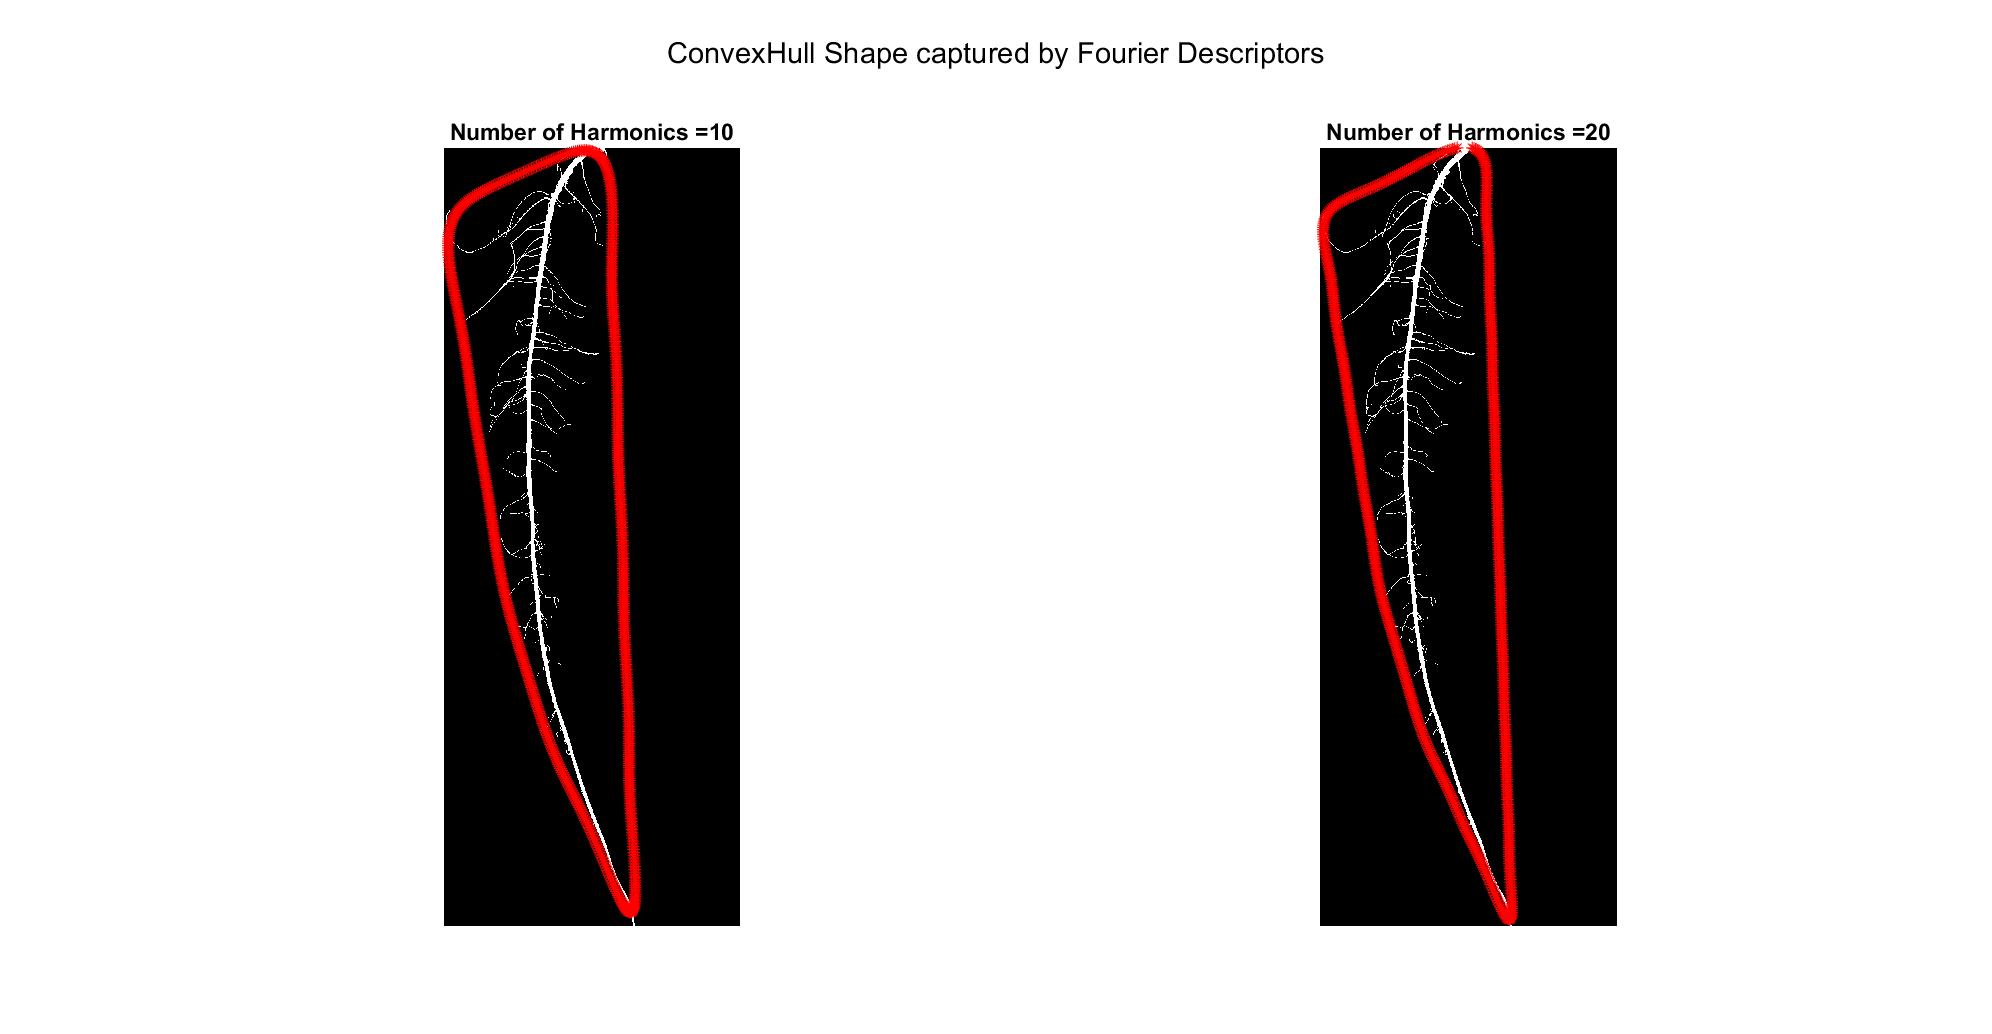 ConvexHull Shape captured by Fourier Descriptors
Number of Harmonics =10
Number of Harmonics =20